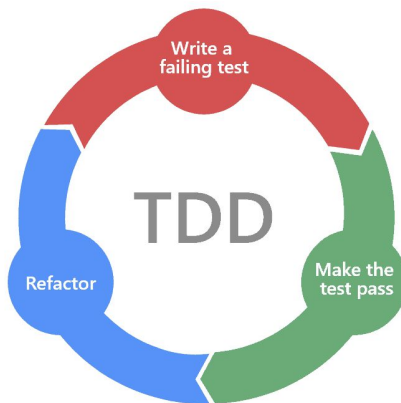 Write a
failing test
TDD
Make the
test pass
Refactor